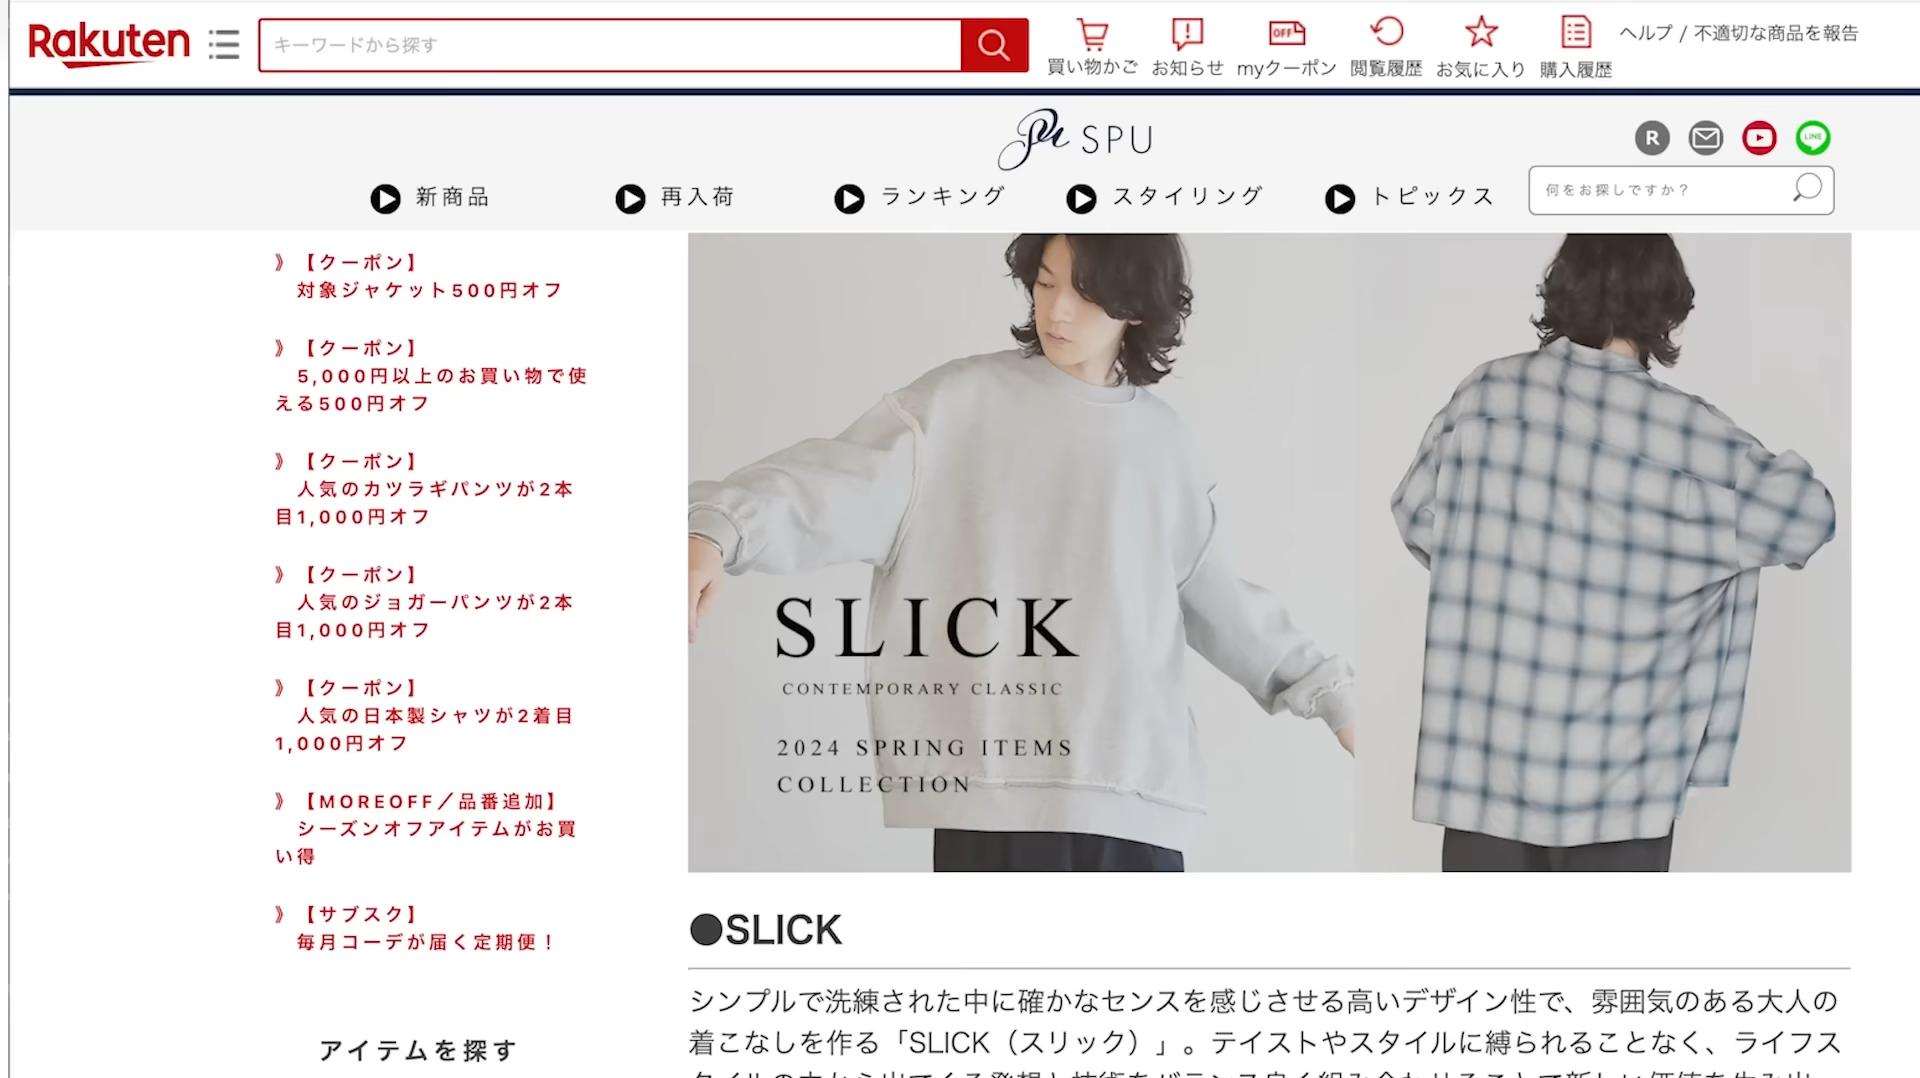 Rakuten
キーワードから探す
買い物かご
お知らせ
OFF
myクーポン
閲覧履歴
お気に入り
購入履歴
ヘルプ / 不適切な商品を報告
SPU
R
LINE
新商品
再入荷
ランキング
スタイリング
トピックス
何をお探しですか？
》【クーポン】
対象ジャケット500円オフ
》【クーポン】
5,000円以上のお買い物で使
える500円オフ
》【クーポン】
人気のカツラギパンツが2本
目1,000円オフ
》【クーポン】
人気のジョガーパンツが2本
目1,000円オフ
》【クーポン】
人気の日本製シャツが2着目
1,000円オフ
》【MOREOFF／品番追加】
シーズンオフアイテムがお買
い得
》【サブスク】
毎月コーデが届く定期便！
アイテムを探す
SLICK
CONTEMPORARY CLASSIC
2024 SPRING ITEMS
COLLECTION
●SLICK
シンプルで洗練された中に確かなセンスを感じさせる高いデザイン性で、雰囲気のある大人の
着こなしを作る「SLICK（スリック）」。テイストやスタイルに縛られることなく、ライフス